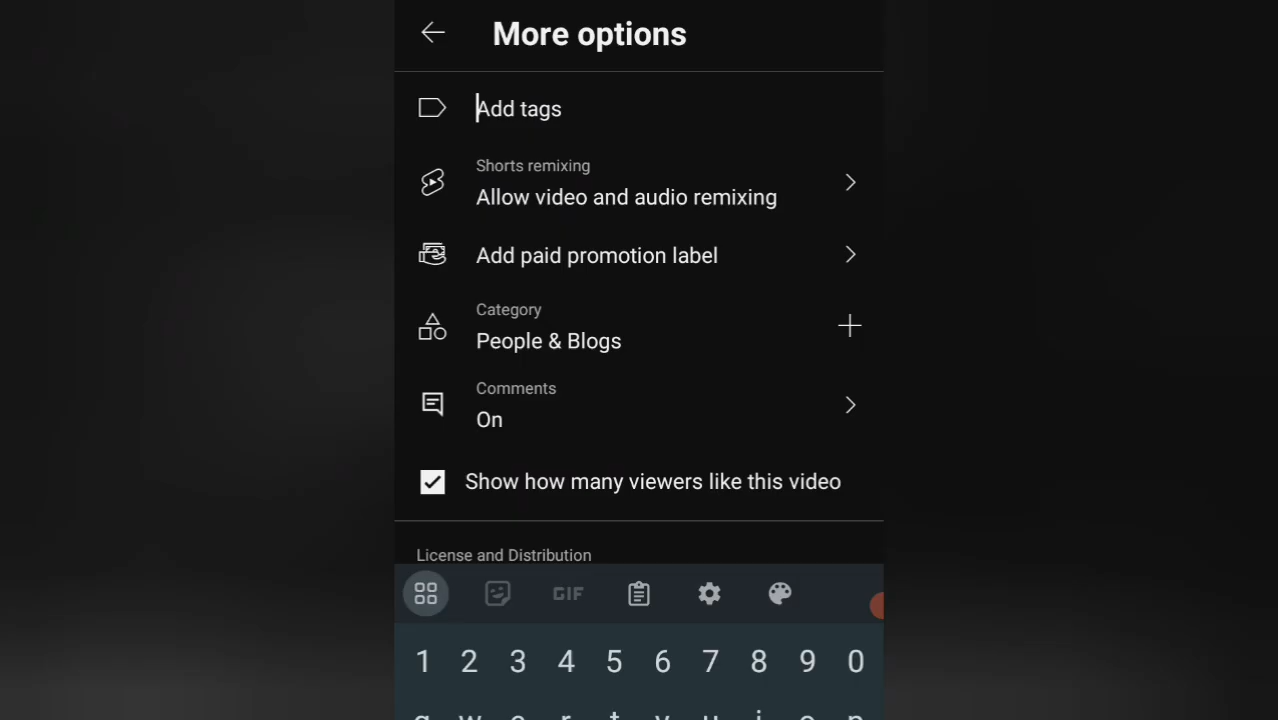 More options
Add tags
Shorts remixing
Allow video and audio remixing
Add paid promotion label
Category
People & Blogs
Comments
On
Show how many viewers like this video
License and Distribution
GIF
1 2 3 4 5 6 7 8 9 0
q w e r t y u i o p